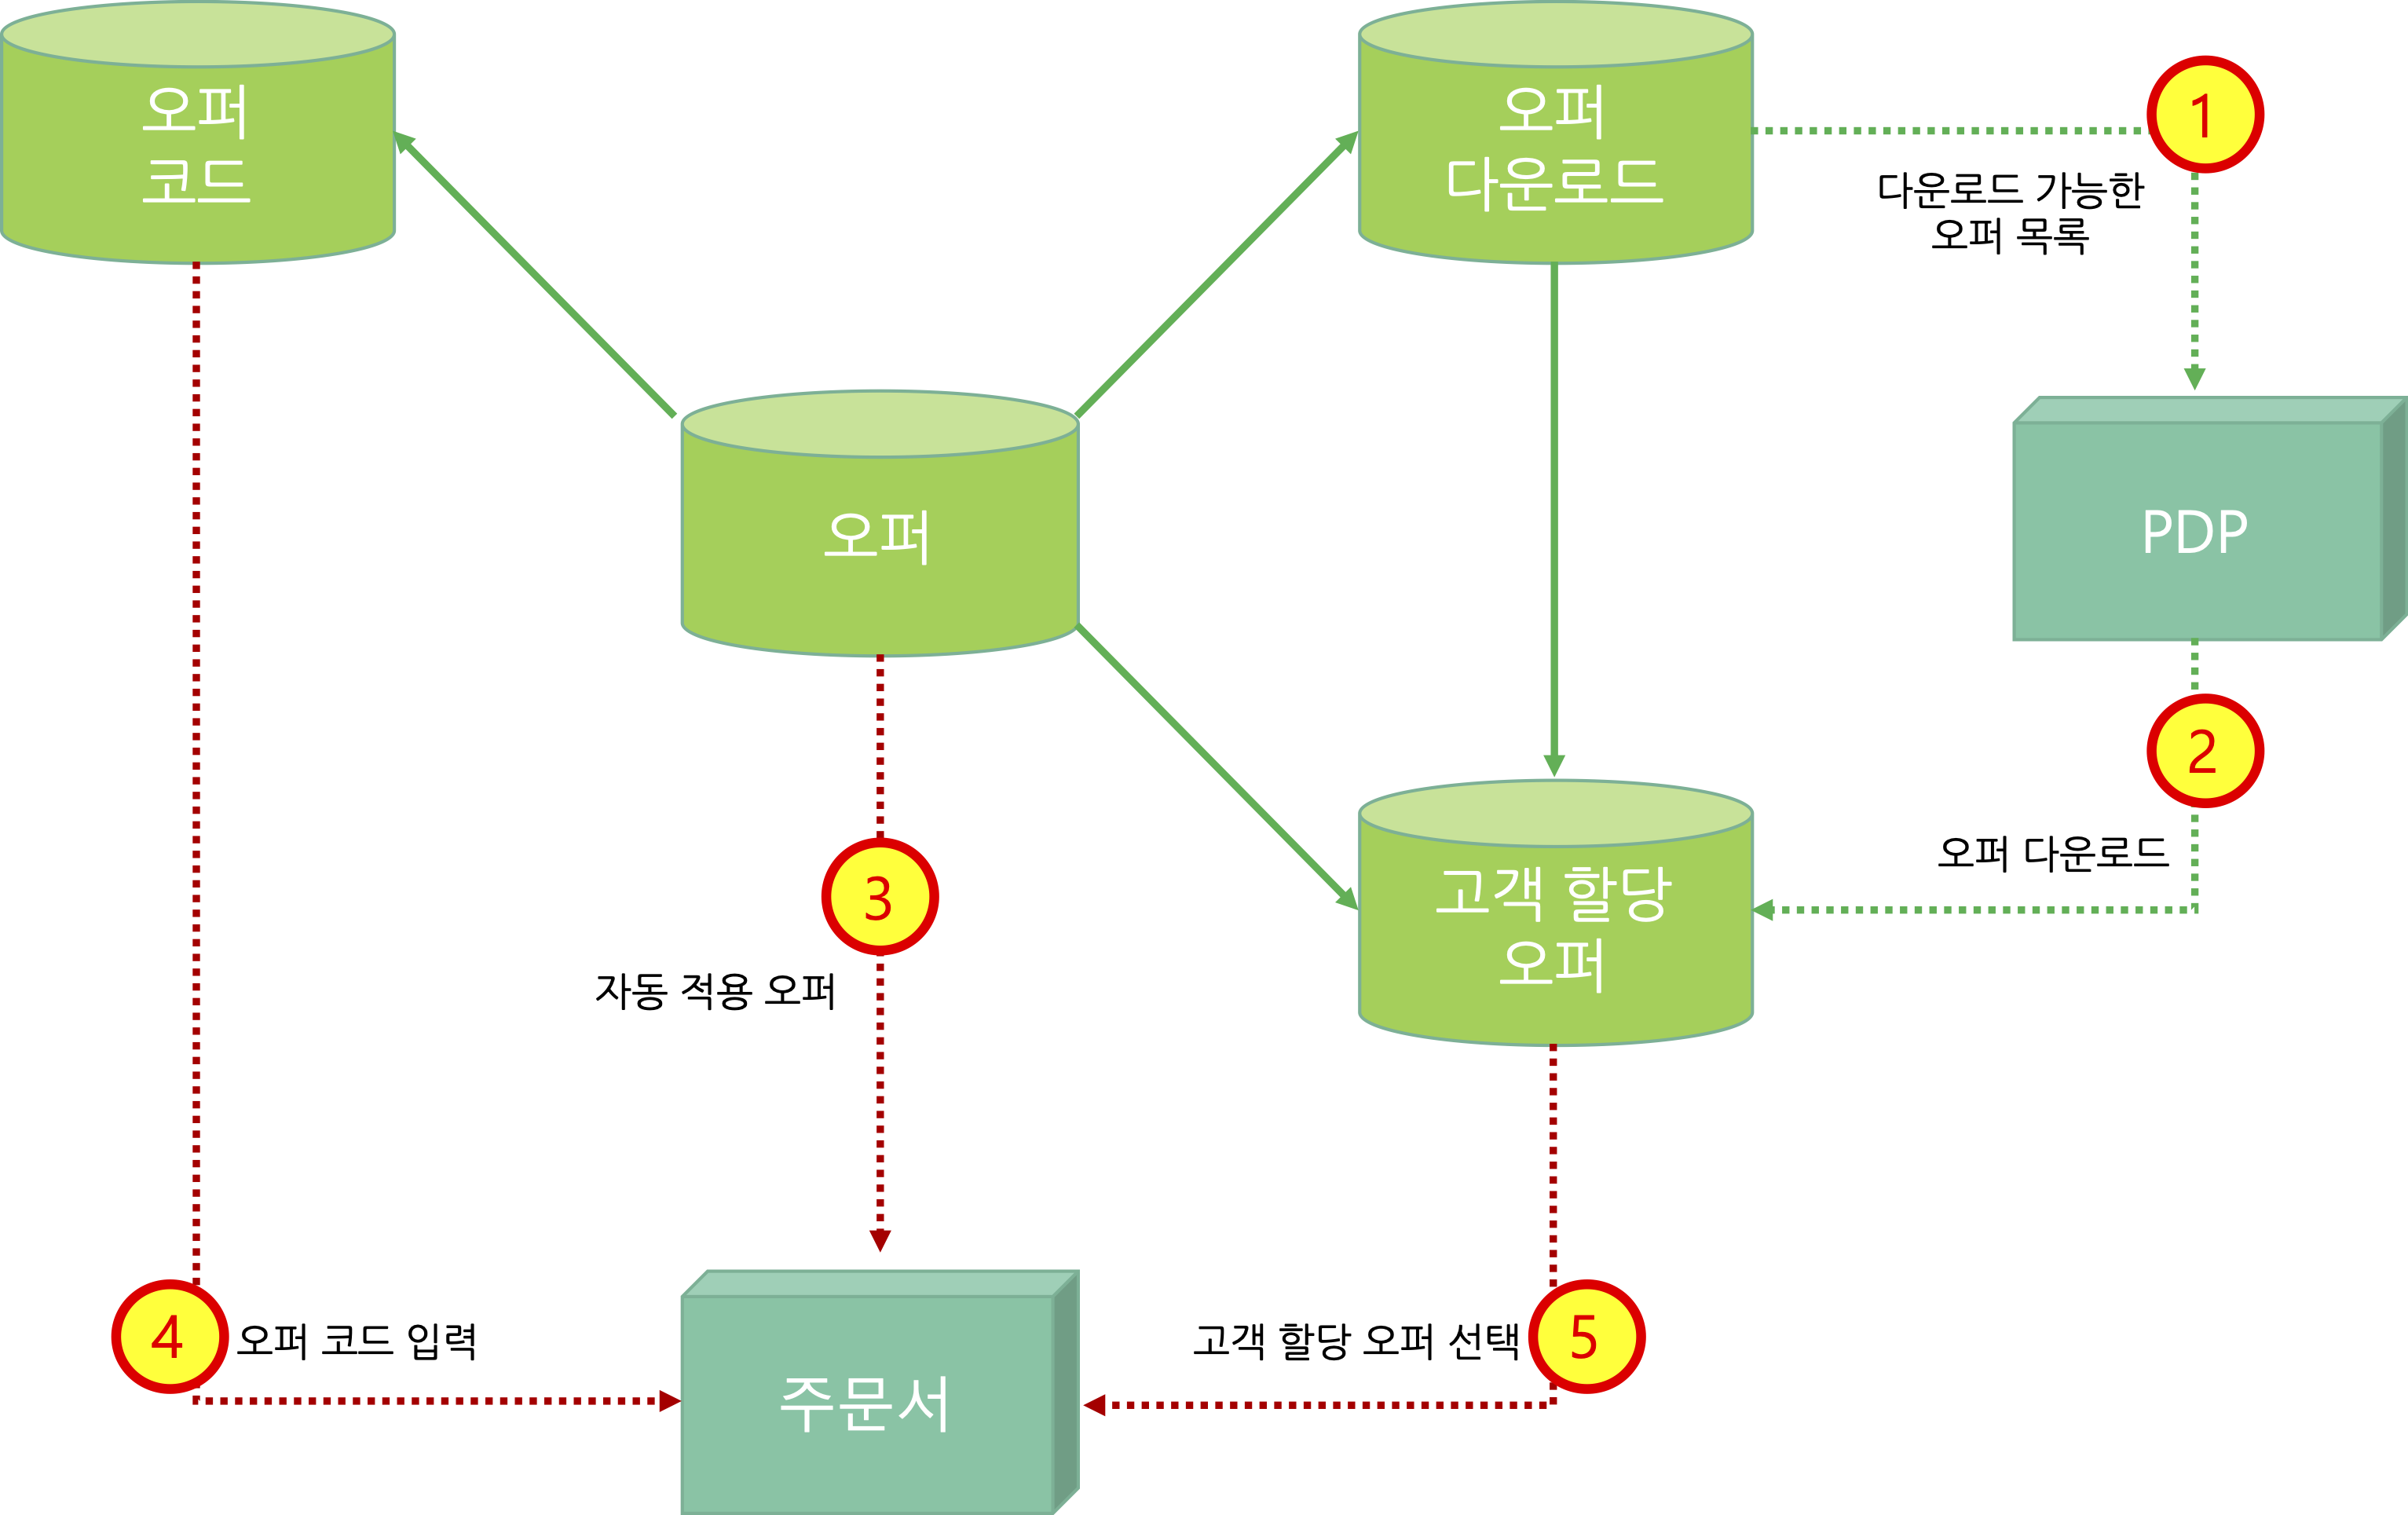 오퍼
코드
오퍼
다운로드
1
다운로드 가능한
오퍼 목록
오퍼
PDP
2
오퍼 다운로드
고객 할당
오퍼
3
자동 적용 오퍼
4
오퍼 코드 입력
주문서
고객 할당 오퍼 선택
5